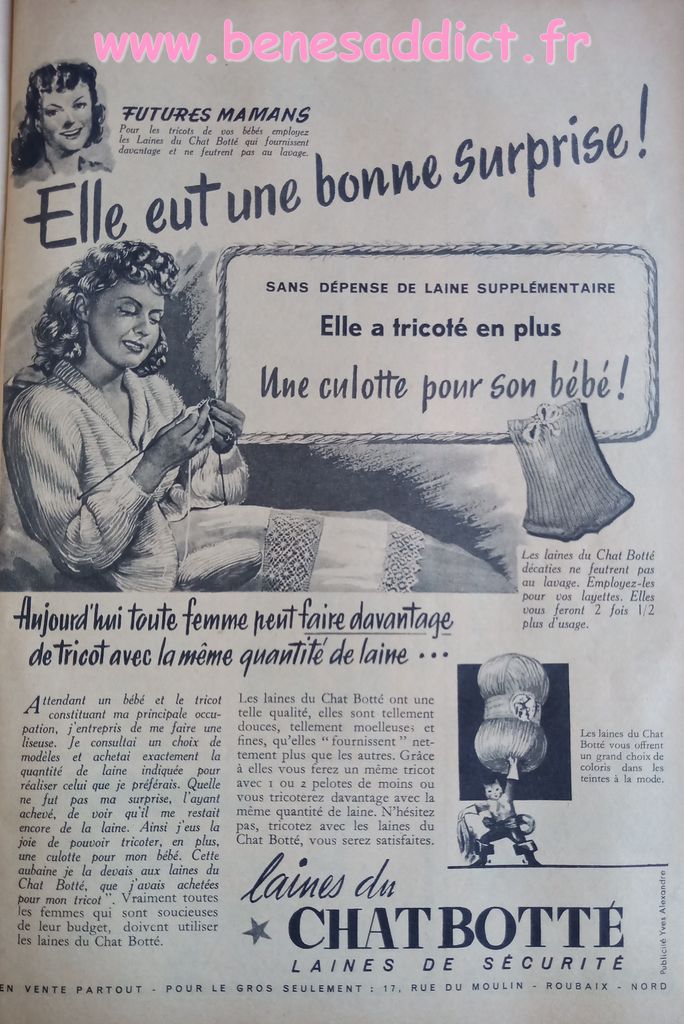 www.benesaddict.fr
FUTURES MAMANS
Pour les tricots de vos bébés employez
les Laines du Chat Botté qui fournissent
davantage et ne feutrent pas au lavage.
Elle eut une bonne surprise !
SANS DÉPENSE DE LAINE SUPPLÉMENTAIRE
Elle a tricoté en plus
Une culotte pour son bébé !
Les laines du Chat Botté
décaties ne feutrent pas
au lavage. Employez-les
pour vos layettes. Elles
vous feront 2 fois 1/2
plus d'usage.
Aujourd'hui toute femme peut faire davantage
de tricot avec la même quantité de laine ...
Attendant un bébé et le tricot
constituant ma principale occu-
pation, j'entrepris de me faire une
liseuse. Je consultai un choix de
modèles et achetai exactement la
quantité de laine indiquée pour
réaliser celui que je préférais. Quelle
ne fut pas ma surprise, l'ayant
achevé, de voir qu'il me restait
encore de la laine. Ainsi j'eus la
joie de pouvoir tricoter, en plus,
une culotte pour mon bébé. Cette
aubaine je la devais aux laines du
Chat Botté, que j'avais achetées
pour mon tricot". Vraiment toutes
les femmes qui sont soucieuses
de leur budget, doivent utiliser
les laines du Chat Botté.
Les laines du Chat Botté ont une
telle qualité, elles sont tellement
douces, tellement moelleuses et
fines, qu'elles "fournissent" net-
tement plus que les autres. Grâce
à elles vous ferez un même tricot
avec 1 ou 2 pelotes de moins ou
vous tricoterez davantage avec la
même quantité de laine. N'hésitez
pas, tricotez avec les laines du
Chat Botté, vous serez satisfaites.
Les laines du Chat
Botté vous offrent
un grand choix de
coloris dans les
teintes à la mode.
laines du
CHAT BOTTÉ
LAINES DE SÉCURITÉ
Publicité Yves Alexandre
EN VENTE PARTOUT - POUR LE GROS SEULEMENT : 17, RUE DU MOULIN - ROUBAIX - NORD